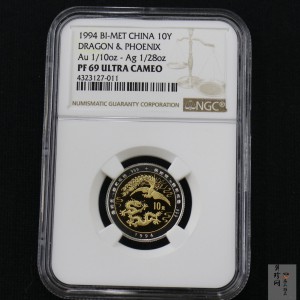 1994 BI-MET CHINA 10Y
DRAGON & PHOENIX
Au 1/10oz - Ag 1/28oz
PF 69 ULTRA CAMEO
4323127-011
NUMISMATIC GUARANTY CORPORATION
NGC
10元
1994